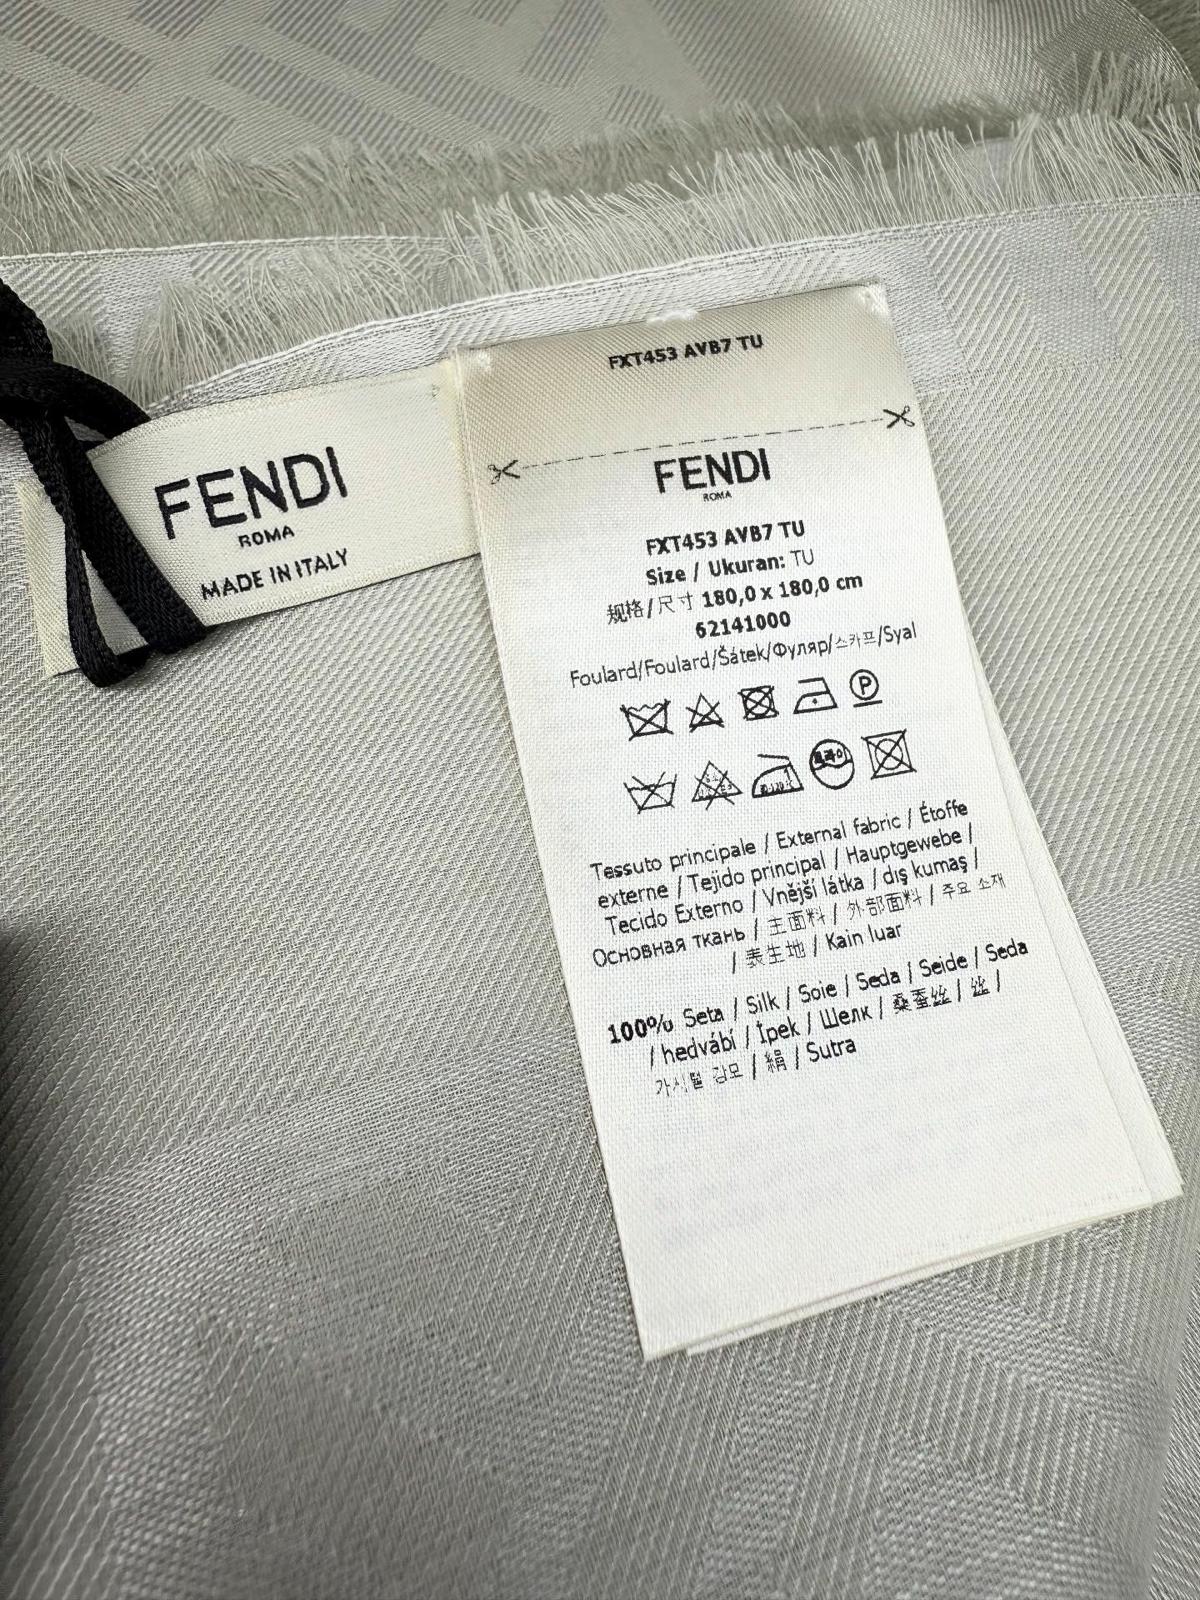 FENDI
ROMA
MADE IN ITALY
FXT453 AVB7 TU
FENDI
ROMA
FXT453 AVB7 TU
Size / Ukuran: TU
规格/尺寸 180,0 x 180,0 cm
62141000
Foulard/Foulard/Šátek/Фуляр/스카프/Syal
P
Tessuto principale / External fabric / Étoffe
externe / Tejido principal / Hauptgewebe /
Tecido Externo / Vnější látka / dış kumaş /
Основная ткань / 主面料 / 外部面料 / 주요 소재
/ 表生地 / Kain luar
100% Seta / Silk / Soie / Seda / Seide / Seda
/ hedvábí / İpek / Шелк / 桑蚕丝 / 丝 /
/ 絹 / Sutra